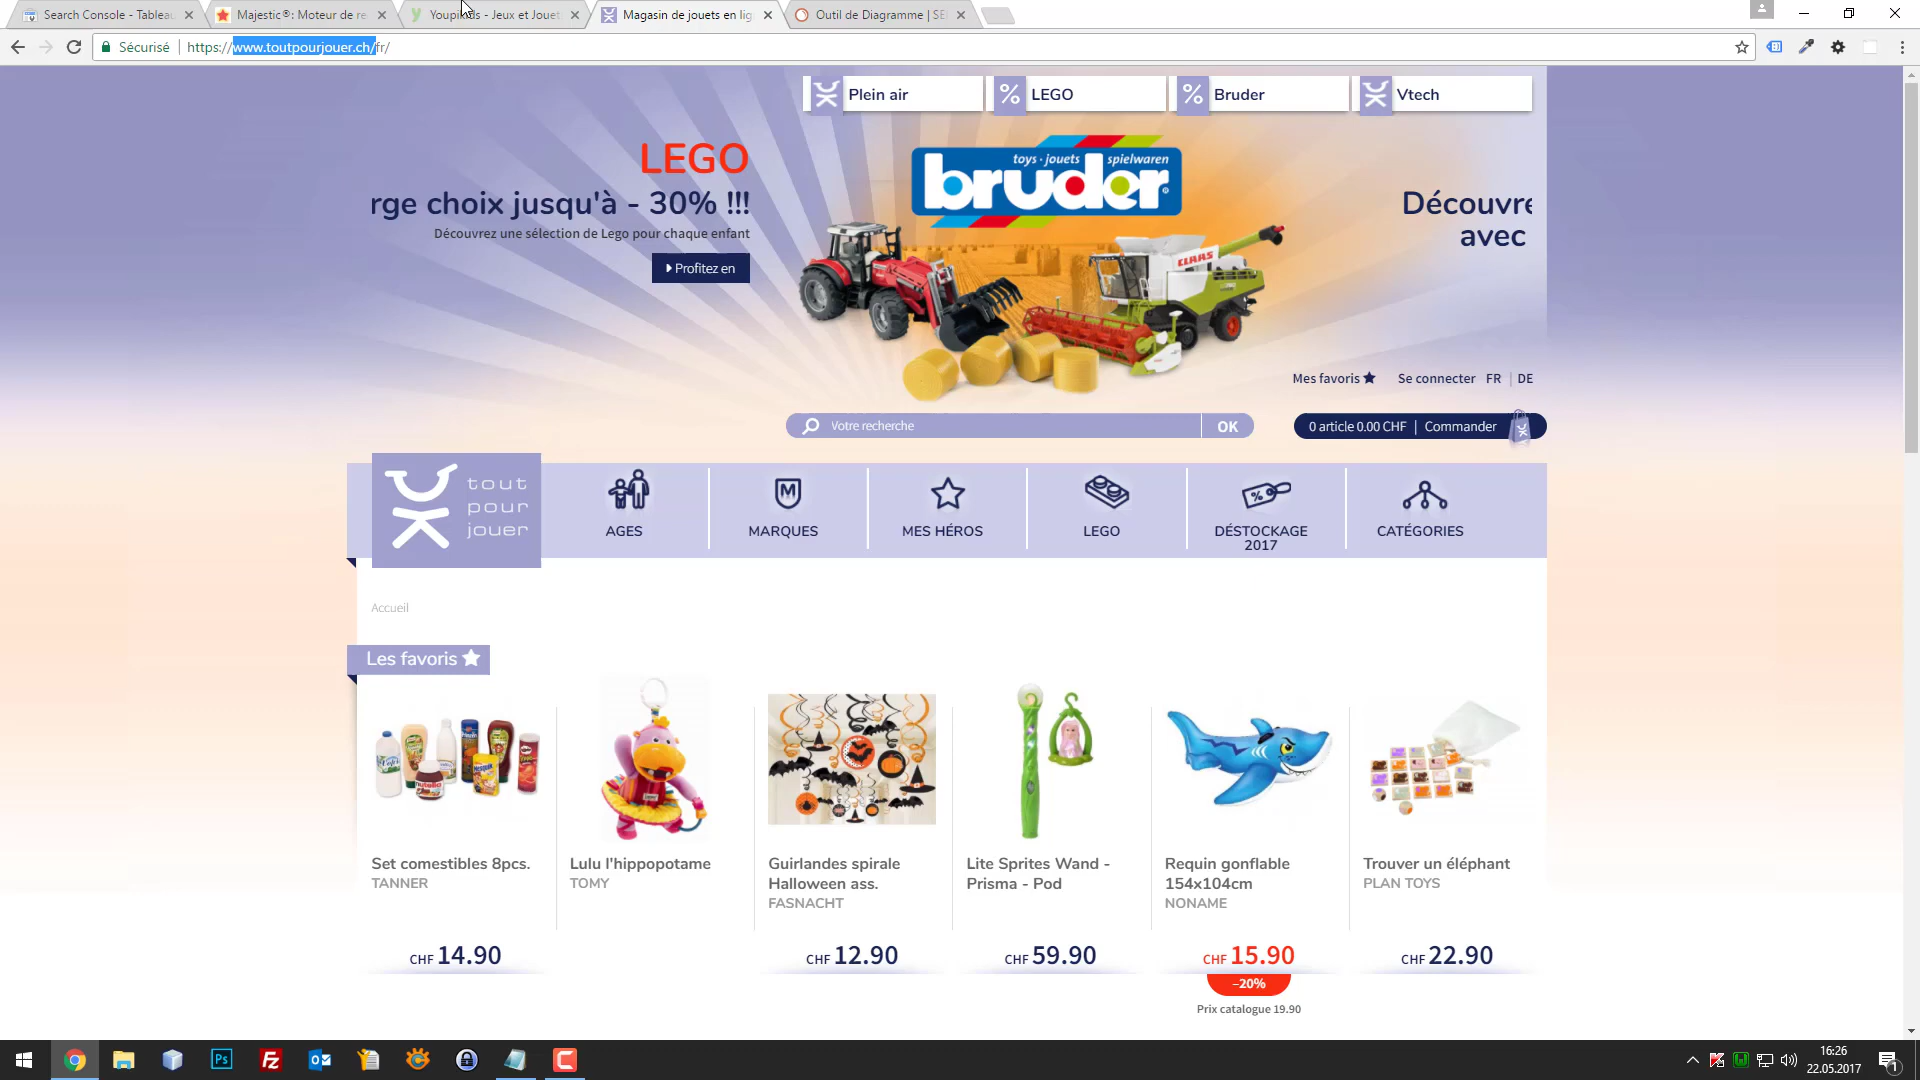 Search Console - Tableau
Majestic®: Moteur de re
Youpikids - Jeux et Jouet
Magasin de jouets en lig
Outil de Diagramme | SE
Sécurisé
https://www.toutpourjouer.ch/fr/
Plein air
% LEGO
% Bruder
Vtech
LEGO
rge choix jusqu'à - 30% !!!
Découvrez une sélection de Lego pour chaque enfant
Profitez en
toys · jouets spielwaren
bruder
CLAAS
Découvre
avec
Mes favoris
Se connecter
FR | DE
Votre recherche
OK
0 article 0.00 CHF | Commander
tout
pour
jouer
AGES
M
MARQUES
MES HÉROS
LEGO
%
DÉSTOCKAGE
2017
CATÉGORIES
Accueil
Les favoris
nutella
Set comestibles 8pcs.
TANNER
CHF 14.90
Lulu l'hippopotame
TOMY
Guirlandes spirale
Halloween ass.
FASNACHT
CHF 12.90
Lite Sprites Wand -
Prisma - Pod
CHF 59.90
Requin gonflable
154x104cm
NONAME
CHF 15.90
–20%
Prix catalogue 19.90
Trouver un éléphant
PLAN TOYS
CHF 22.90
Ps
Fz
16:26
22.05.2017
1